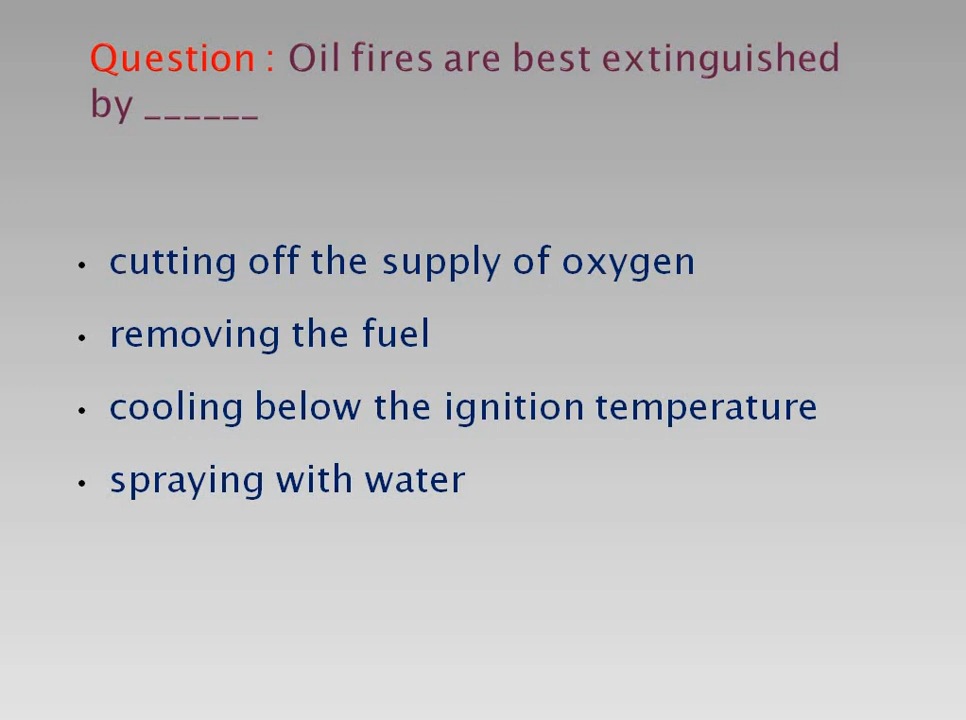 Question : Oil fires are best extinguished
by ______
• cutting off the supply of oxygen
• removing the fuel
• cooling below the ignition temperature
• spraying with water